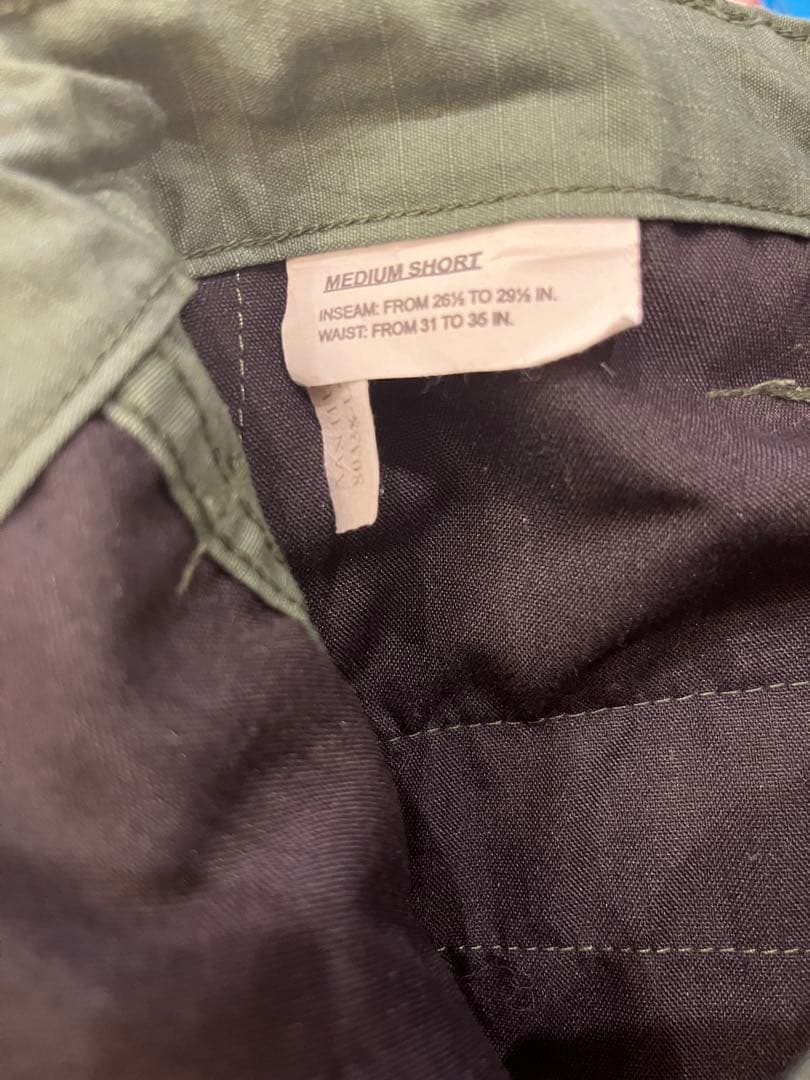 MEDIUM SHORT
INSEAM: FROM 26½ TO 29½ IN.
WAIST: FROM 31 TO 35 IN.